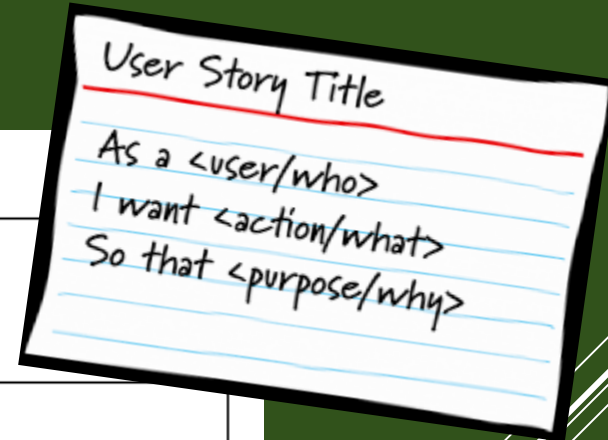 User Story Title
As a <user/who>
I want <action/what>
So that <purpose/why>